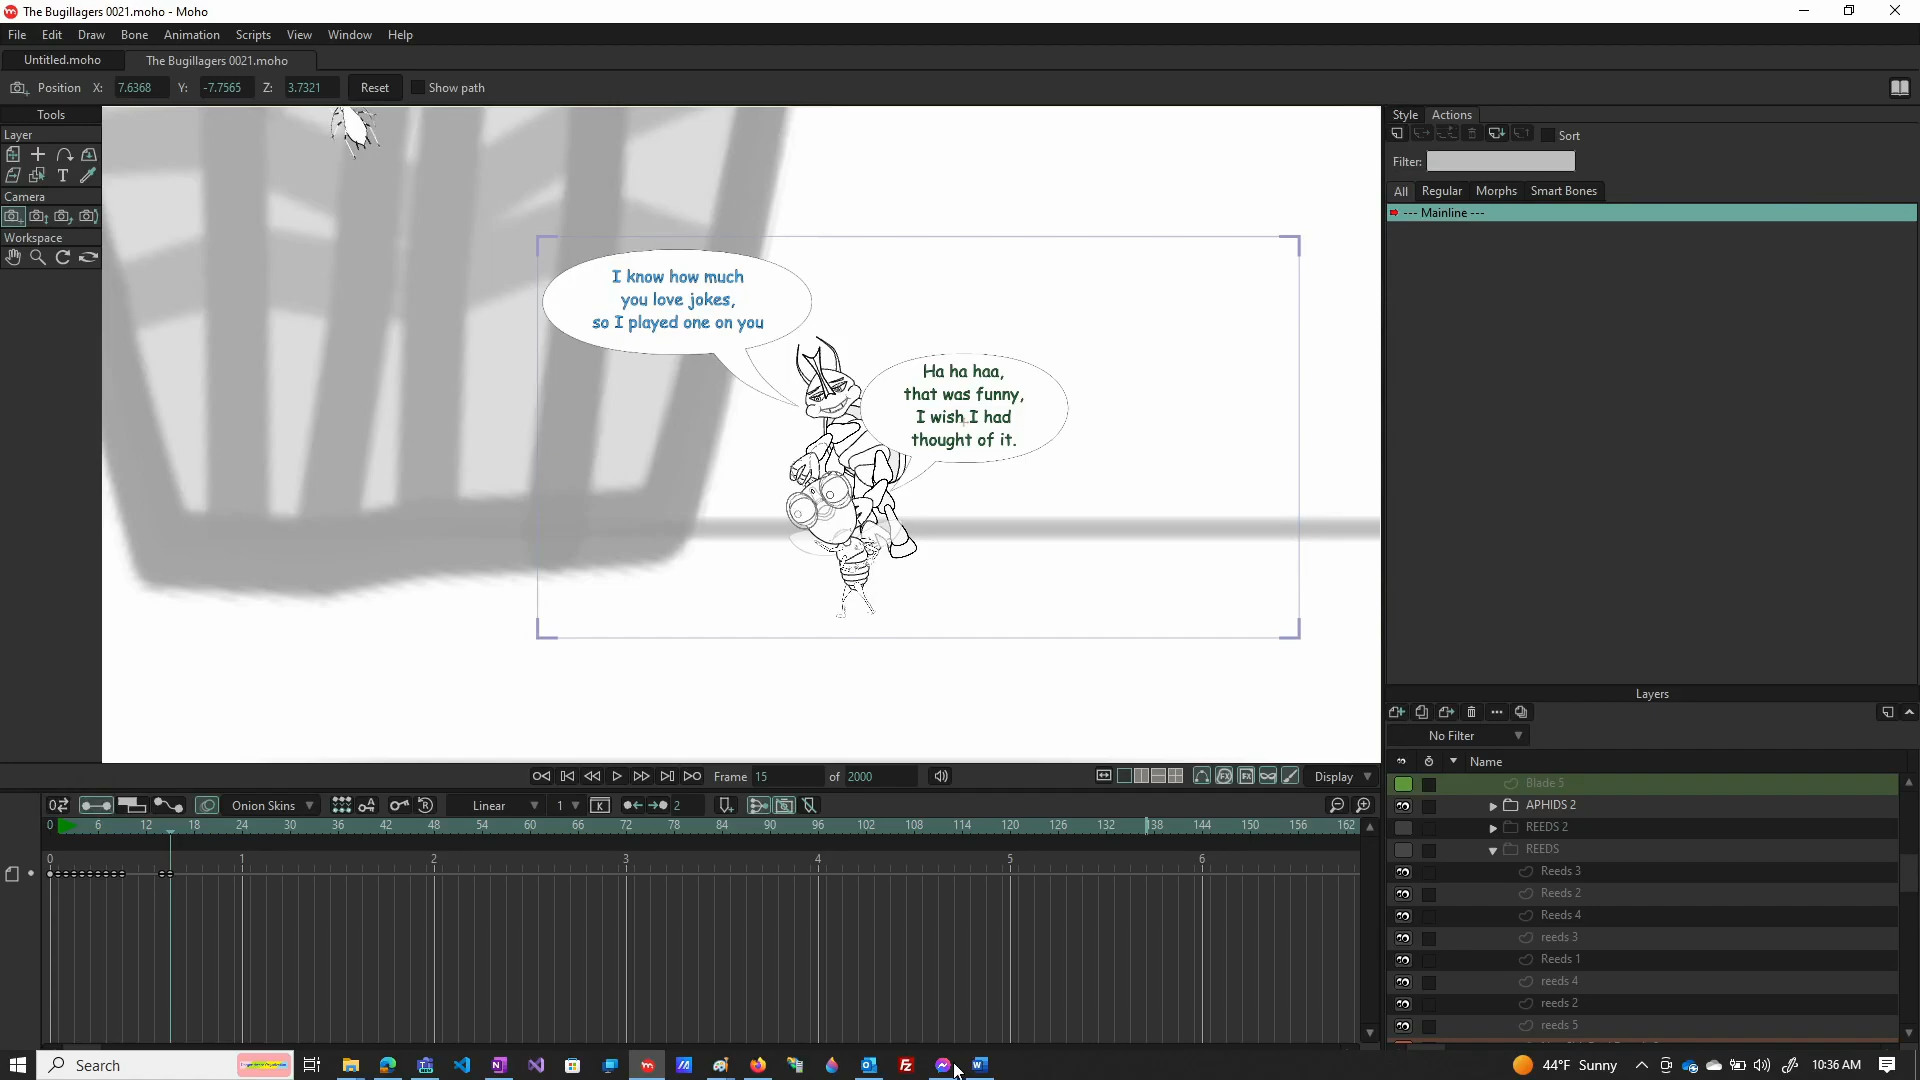 The Bugillagers 0021.moho - Moho
File Edit Draw Bone Animation Scripts View Window Help
Untitled.moho The Bugillagers 0021.moho
Position X: 7.6368 Y: -7.7565 Z: 3.7321 Reset Show path
Tools
Layer
Camera
Workspace
I know how much
you love jokes,
so I played one on you
Ha ha haa,
that was funny,
I wish I had
thought of it.
Style Actions
Sort
Filter:
All Regular Morphs Smart Bones
--- Mainline ---
Layers
No Filter
Name
Blade 5
APHIDS 2
REEDS 2
REEDS
Reeds 3
Reeds 2
Reeds 4
reeds 3
Reeds 1
reeds 4
reeds 2
reeds 5
Frame 15 of 2000 Display
Onion Skins Linear 1 2
0 6 12 18 24 30 36 42 48 54 60 66 72 78 84 90 96 102 108 114 120 126 132 138 144 150 156 162
0 1 2 3 4 5 6
Search 44°F Sunny 10:36 AM